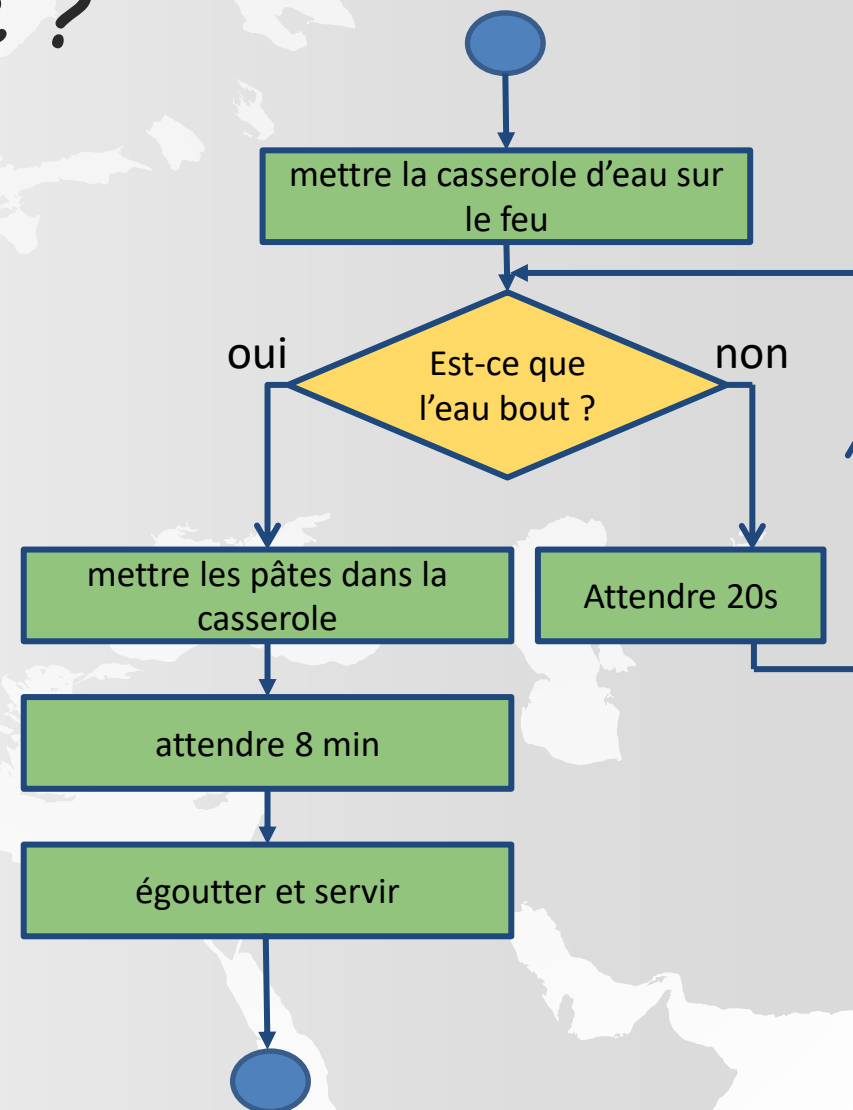 ?
mettre la casserole d’eau sur
le feu
oui
Est-ce que
l’eau bout ?
non
mettre les pâtes dans la
casserole
Attendre 20s
attendre 8 min
égoutter et servir